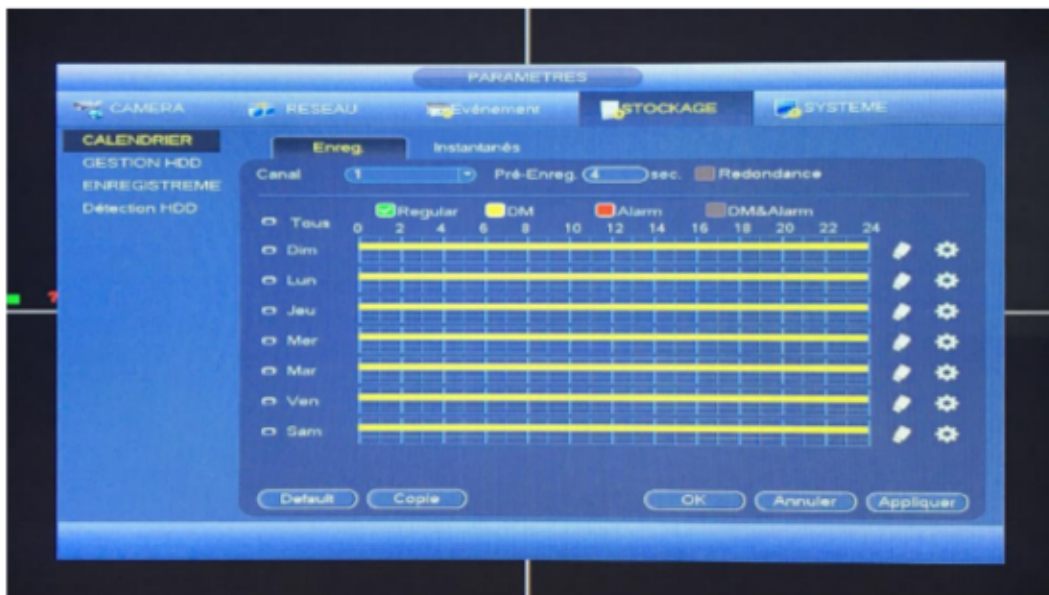 PARAMETRES
CAMERA RESEAU Evénement STOCKAGE SYSTEME
CALENDRIER
GESTION HDD
ENREGISTREME
Détection HDD
Enreg. Instantanés
Canal 1 Pré-Enreg. 4 sec. Redondance
Regular DM Alarm DM&Alarm
Tous 0 2 4 6 8 10 12 14 16 18 20 22 24
Dim
Lun
Jeu
Mer
Mar
Ven
Sam
Default Copie OK Annuler Appliquer
?